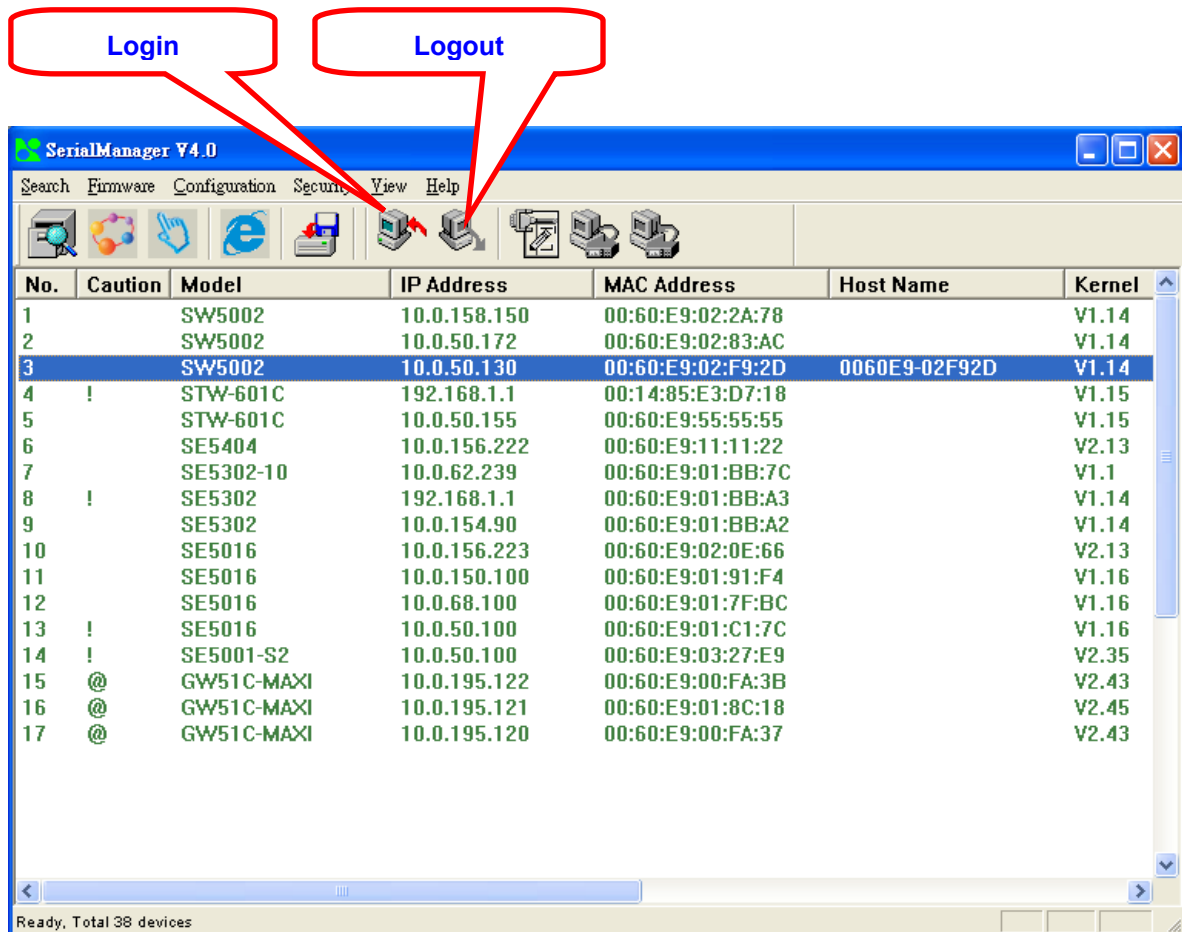 Login Logout
SerialManager V4.0
Search Firmware Configuration Security View Help
No. Caution Model IP Address MAC Address Host Name Kernel
1 SW5002 10.0.158.150 00:60:E9:02:2A:78 V1.14
2 SW5002 10.0.50.172 00:60:E9:02:83:AC V1.14
3 SW5002 10.0.50.130 00:60:E9:02:F9:2D 0060E9-02F92D V1.14
4 ! STW-601C 192.168.1.1 00:14:85:E3:D7:18 V1.15
5 STW-601C 10.0.50.155 00:60:E9:55:55:55 V1.15
6 SE5404 10.0.156.222 00:60:E9:11:11:22 V2.13
7 SE5302-10 10.0.62.239 00:60:E9:01:BB:7C V1.1
8 ! SE5302 192.168.1.1 00:60:E9:01:BB:A3 V1.14
9 SE5302 10.0.154.90 00:60:E9:01:BB:A2 V1.14
10 SE5016 10.0.156.223 00:60:E9:02:0E:66 V2.13
11 SE5016 10.0.150.100 00:60:E9:01:91:F4 V1.16
12 SE5016 10.0.68.100 00:60:E9:01:7F:BC V1.16
13 ! SE5016 10.0.50.100 00:60:E9:01:C1:7C V1.16
14 ! SE5001-S2 10.0.50.100 00:60:E9:03:27:E9 V2.35
15 @ GW51C-MAXI 10.0.195.122 00:60:E9:00:FA:3B V2.43
16 @ GW51C-MAXI 10.0.195.121 00:60:E9:01:8C:18 V2.45
17 @ GW51C-MAXI 10.0.195.120 00:60:E9:00:FA:37 V2.43
Ready, Total 38 devices